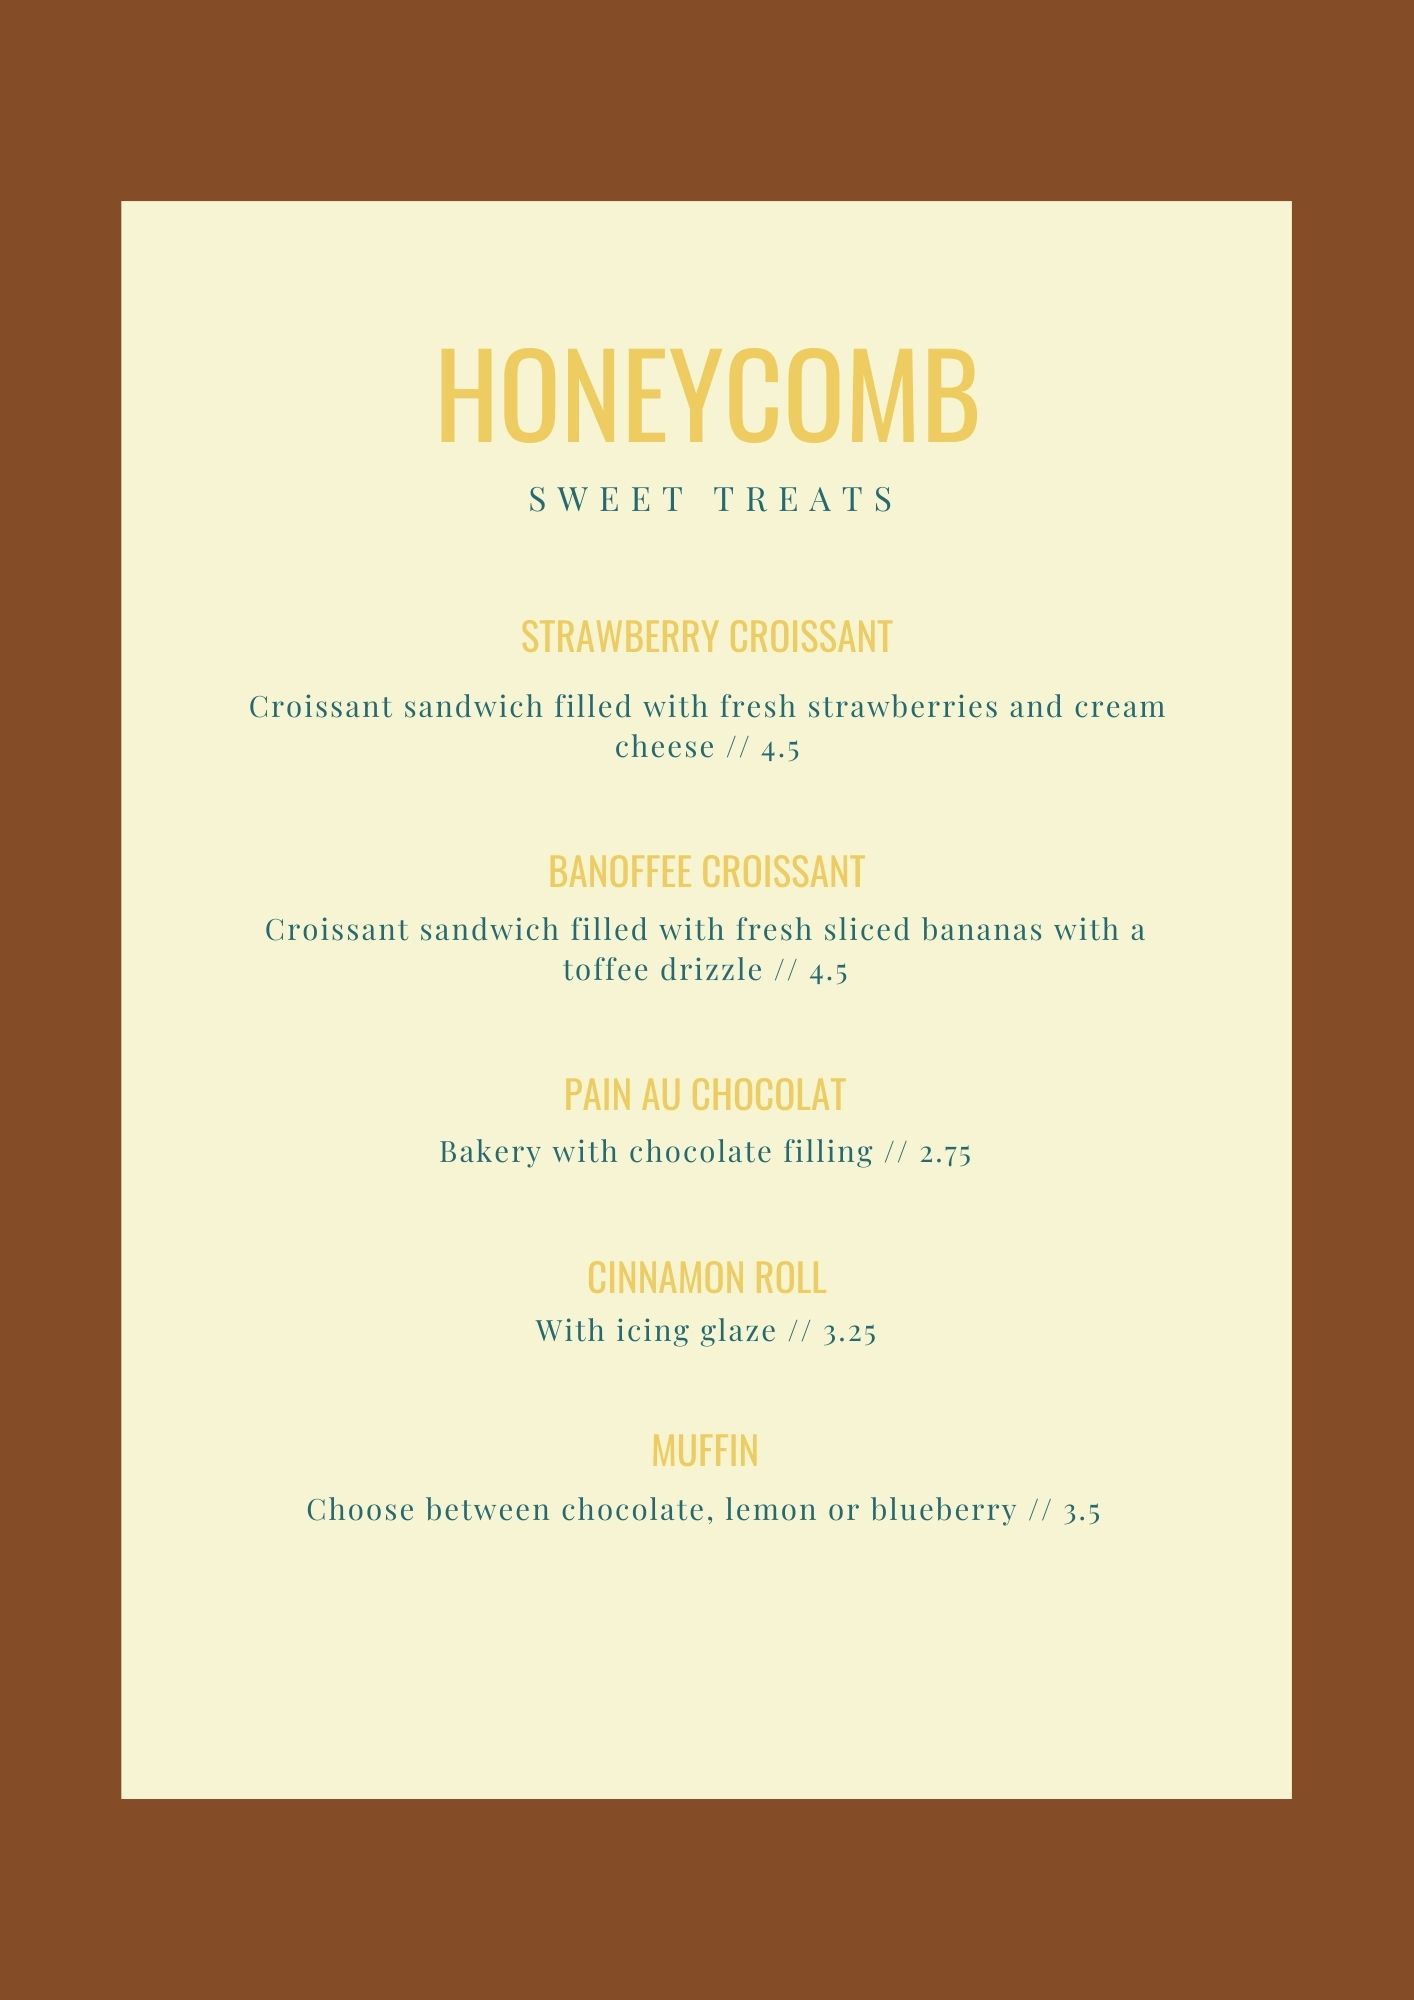 HONEYCOMB
SWEET TREATS
STRAWBERRY CROISSANT
Croissant sandwich filled with fresh strawberries and cream
cheese // 4.5
BANOFFEE CROISSANT
Croissant sandwich filled with fresh sliced bananas with a
toffee drizzle // 4.5
PAIN AU CHOCOLAT
Bakery with chocolate filling // 2.75
CINNAMON ROLL
With icing glaze // 3.25
MUFFIN
Choose between chocolate, lemon or blueberry // 3.5